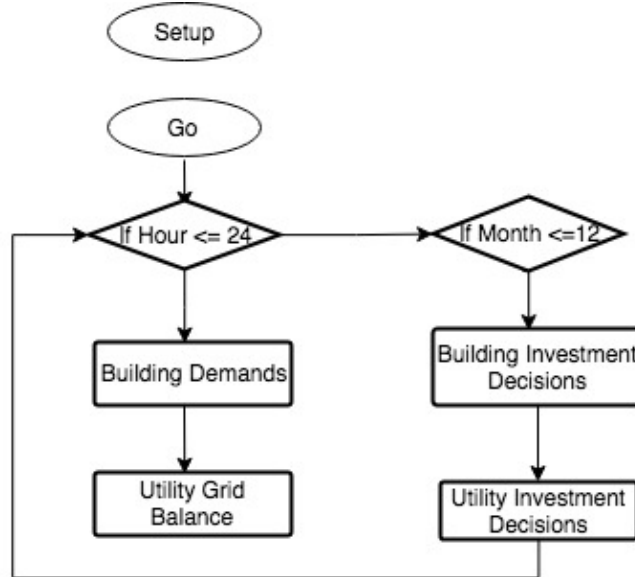 Setup
Go
If Hour <= 24
If Month <=12
Building Demands
Building Investment
Decisions
Utility Grid
Balance
Utility Investment
Decisions